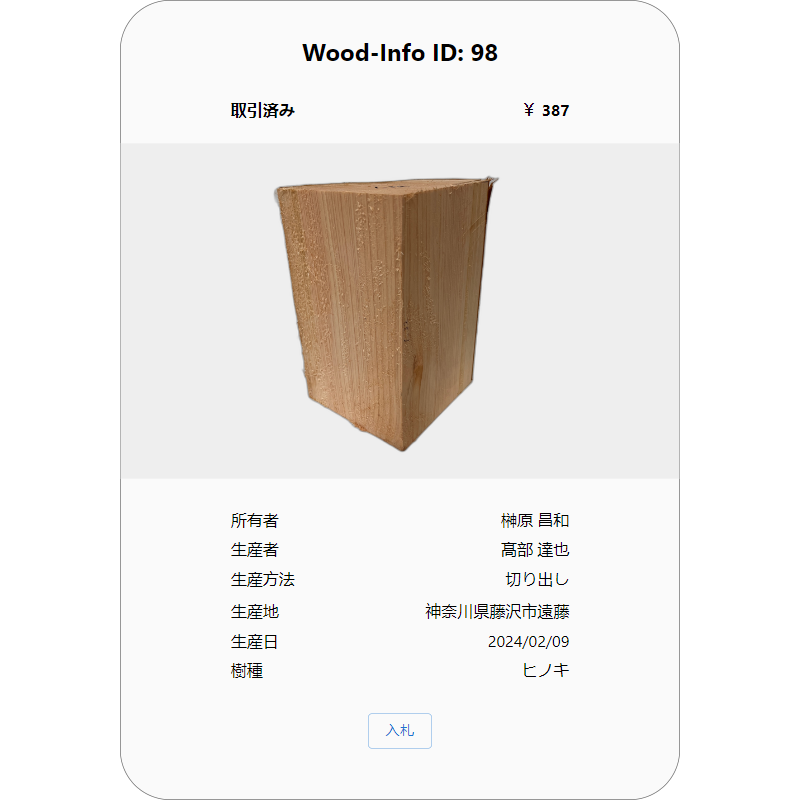 Wood-Info ID: 98
取引済み ￥ 387
所有者 榊原 昌和
生産者 髙部 達也
生産方法 切り出し
生産地 神奈川県藤沢市遠藤
生産日 2024/02/09
樹種 ヒノキ
入札